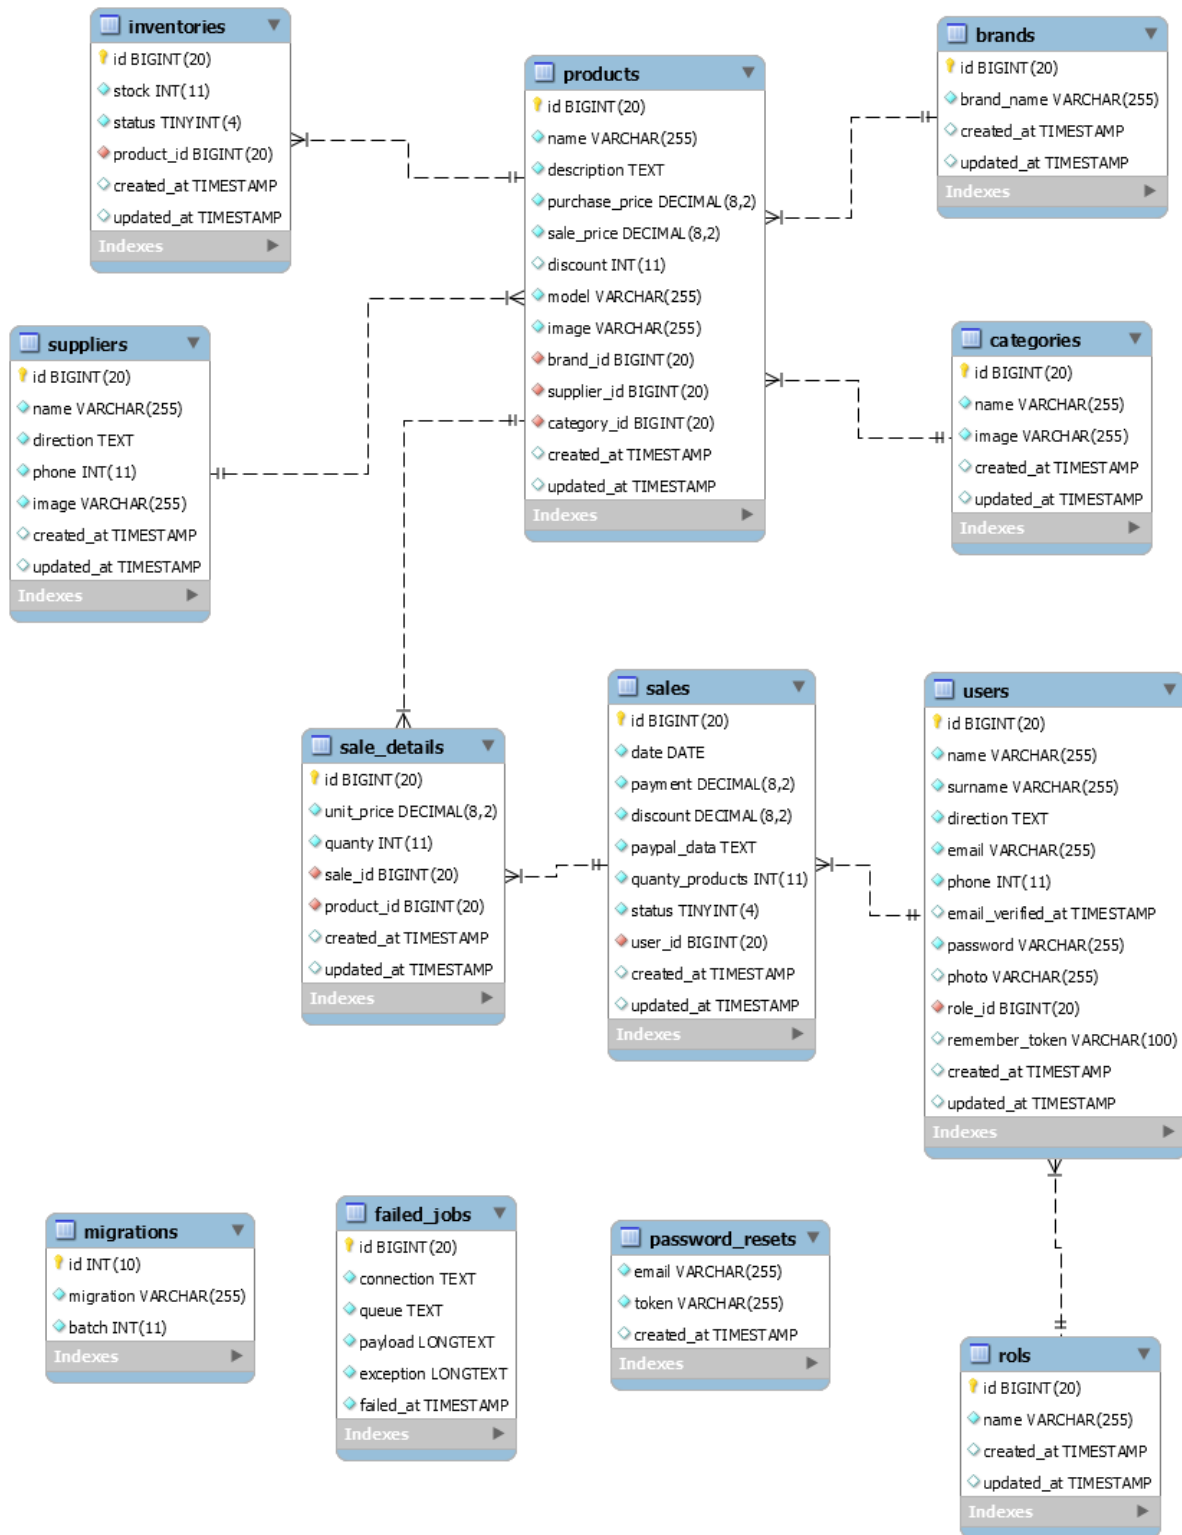 inventories
id BIGINT(20)
stock INT(11)
status TINYINT(4)
product_id BIGINT(20)
created_at TIMESTAMP
updated_at TIMESTAMP
Indexes
products
id BIGINT(20)
name VARCHAR(255)
description TEXT
purchase_price DECIMAL(8,2)
sale_price DECIMAL(8,2)
discount INT(11)
model VARCHAR(255)
image VARCHAR(255)
brand_id BIGINT(20)
supplier_id BIGINT(20)
category_id BIGINT(20)
created_at TIMESTAMP
updated_at TIMESTAMP
Indexes
brands
id BIGINT(20)
brand_name VARCHAR(255)
created_at TIMESTAMP
updated_at TIMESTAMP
Indexes
suppliers
id BIGINT(20)
name VARCHAR(255)
direction TEXT
phone INT(11)
image VARCHAR(255)
created_at TIMESTAMP
updated_at TIMESTAMP
Indexes
categories
id BIGINT(20)
name VARCHAR(255)
image VARCHAR(255)
created_at TIMESTAMP
updated_at TIMESTAMP
Indexes
sale_details
id BIGINT(20)
unit_price DECIMAL(8,2)
quanty INT(11)
sale_id BIGINT(20)
product_id BIGINT(20)
created_at TIMESTAMP
updated_at TIMESTAMP
Indexes
sales
id BIGINT(20)
date DATE
payment DECIMAL(8,2)
discount DECIMAL(8,2)
paypal_data TEXT
quanty_products INT(11)
status TINYINT(4)
user_id BIGINT(20)
created_at TIMESTAMP
updated_at TIMESTAMP
Indexes
users
id BIGINT(20)
name VARCHAR(255)
surname VARCHAR(255)
direction TEXT
email VARCHAR(255)
phone INT(11)
email_verified_at TIMESTAMP
password VARCHAR(255)
photo VARCHAR(255)
role_id BIGINT(20)
remember_token VARCHAR(100)
created_at TIMESTAMP
updated_at TIMESTAMP
Indexes
migrations
id INT(10)
migration VARCHAR(255)
batch INT(11)
Indexes
failed_jobs
id BIGINT(20)
connection TEXT
queue TEXT
payload LONGTEXT
exception LONGTEXT
failed_at TIMESTAMP
Indexes
password_resets
email VARCHAR(255)
token VARCHAR(255)
created_at TIMESTAMP
Indexes
rols
id BIGINT(20)
name VARCHAR(255)
created_at TIMESTAMP
updated_at TIMESTAMP
Indexes